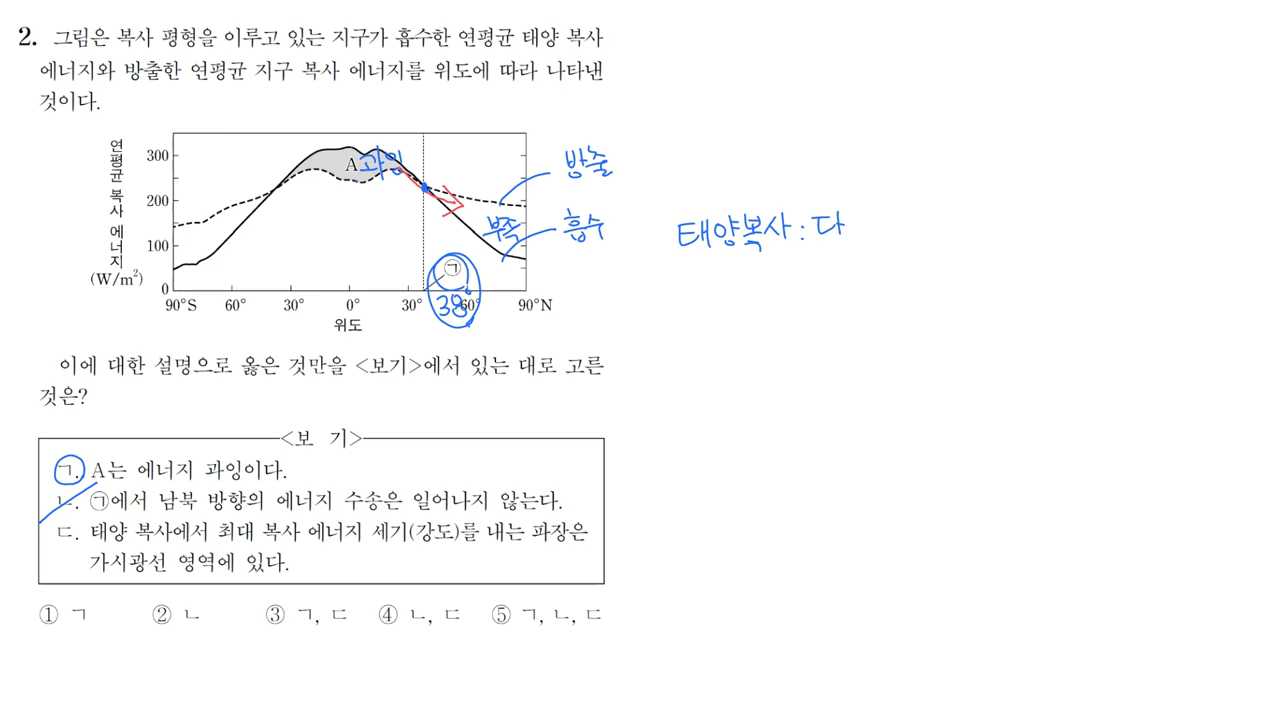 2. 그림은 복사 평형을 이루고 있는 지구가 흡수한 연평균 태양 복사
에너지와 방출한 연평균 지구 복사 에너지를 위도에 따라 나타낸
것이다.
연평균 복사 에너지
(W/m²)
300
200
100
0
A 과잉
방출
부족
흡수
㉠
38°
90°S 60° 30° 0° 30° 60° 90°N
위도
태양복사 : 다
이에 대한 설명으로 옳은 것만을 <보기>에서 있는 대로 고른
것은?
<보 기>
ㄱ. A는 에너지 과잉이다.
ㄴ. ㉠에서 남북 방향의 에너지 수송은 일어나지 않는다.
ㄷ. 태양 복사에서 최대 복사 에너지 세기(강도)를 내는 파장은
가시광선 영역에 있다.
① ㄱ ② ㄴ ③ ㄱ, ㄷ ④ ㄴ, ㄷ ⑤ ㄱ, ㄴ, ㄷ